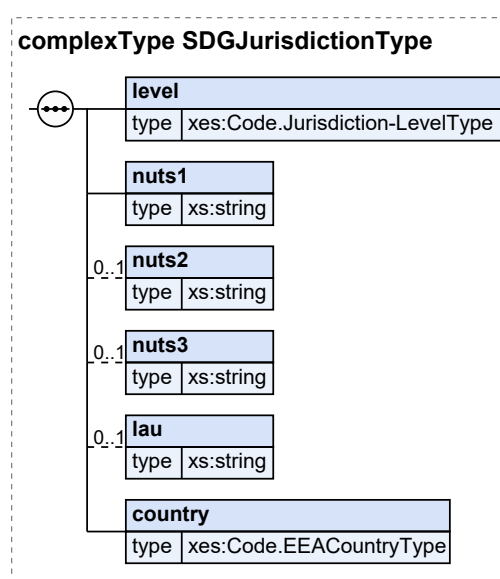 complexType SDGJurisdictionType
level
type xes:Code.Jurisdiction-LevelType
nuts1
type xs:string
0..1 nuts2
type xs:string
0..1 nuts3
type xs:string
0..1 lau
type xs:string
country
type xes:Code.EEACountryType